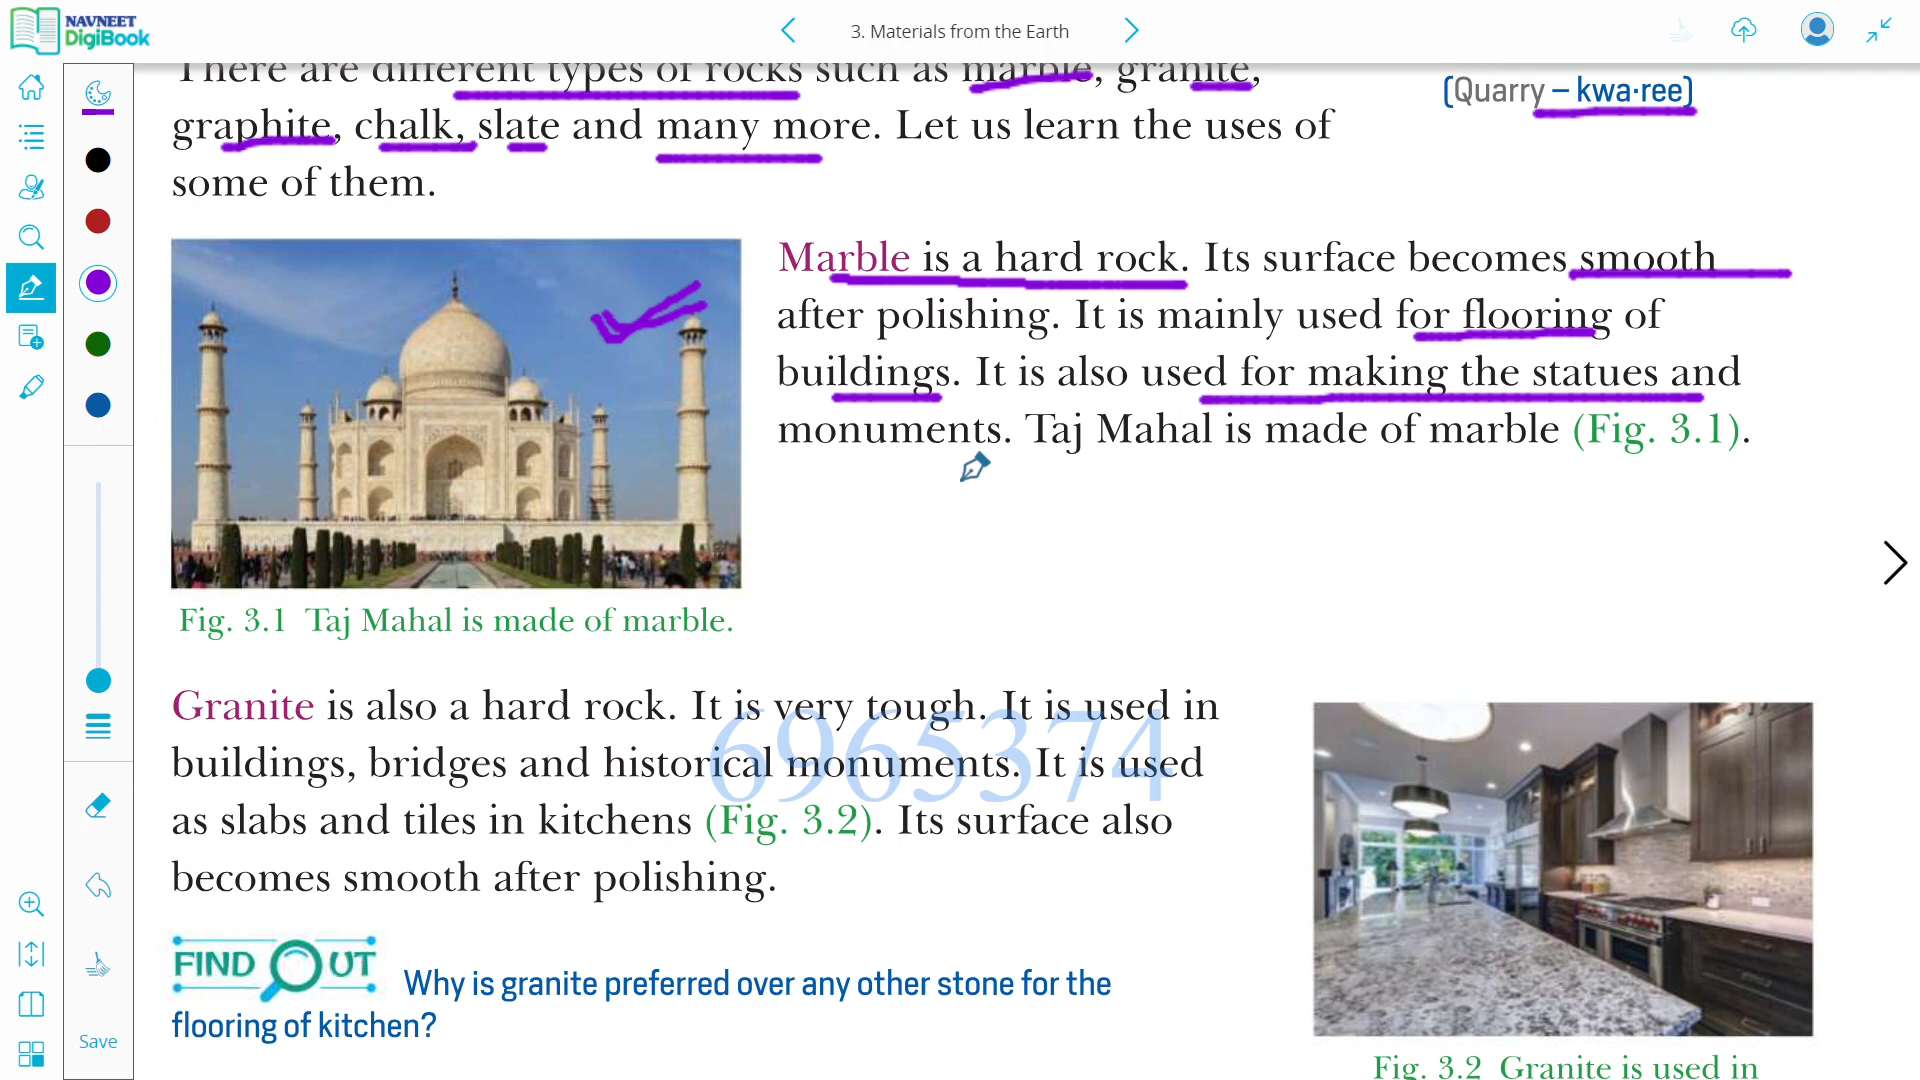 NAVNEET
DigiBook
3. Materials from the Earth
There are different types of rocks such as marble, granite,
graphite, chalk, slate and many more. Let us learn the uses of
some of them.
(Quarry – kwa·ree)
Marble is a hard rock. Its surface becomes smooth
after polishing. It is mainly used for flooring of
buildings. It is also used for making the statues and
monuments. Taj Mahal is made of marble (Fig. 3.1).
Fig. 3.1 Taj Mahal is made of marble.
Granite is also a hard rock. It is very tough. It is used in
buildings, bridges and historical monuments. It is used
as slabs and tiles in kitchens (Fig. 3.2). Its surface also
becomes smooth after polishing.
6965374
FIND OUT
Why is granite preferred over any other stone for the
flooring of kitchen?
Fig. 3.2 Granite is used in
Save